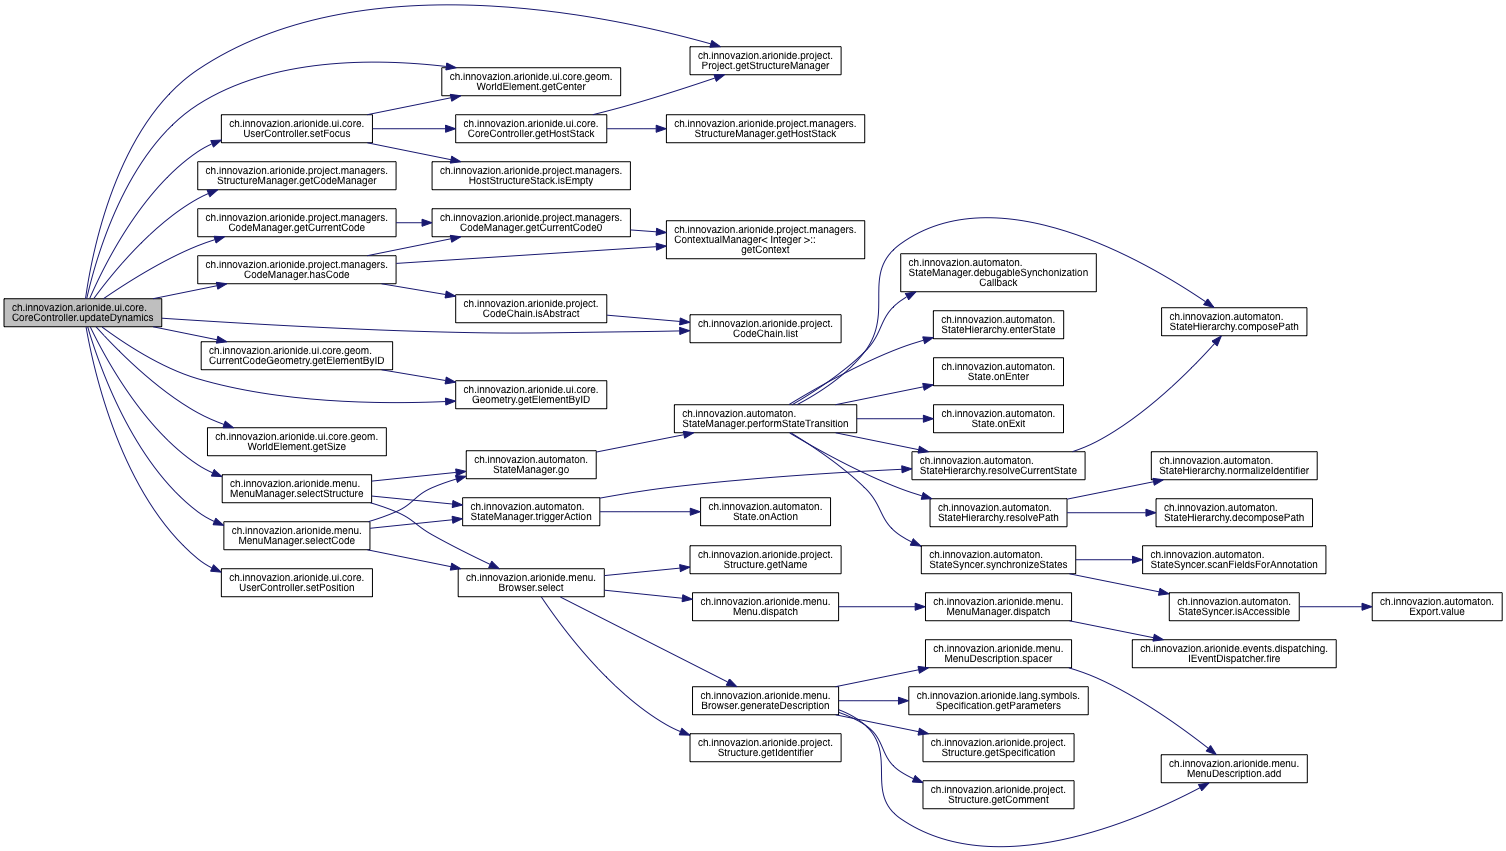 ch.innovazion.arionide.ui.core.
CoreController.updateDynamics
ch.innovazion.arionide.project.
Project.getStructureManager
ch.innovazion.arionide.ui.core.geom.
WorldElement.getCenter
ch.innovazion.arionide.ui.core.
UserController.setFocus
ch.innovazion.arionide.ui.core.
CoreController.getHostStack
ch.innovazion.arionide.project.managers.
StructureManager.getHostStack
ch.innovazion.arionide.project.managers.
StructureManager.getCodeManager
ch.innovazion.arionide.project.managers.
HostStructureStack.isEmpty
ch.innovazion.arionide.project.managers.
CodeManager.getCurrentCode
ch.innovazion.arionide.project.managers.
CodeManager.getCurrentCode0
ch.innovazion.arionide.project.managers.
ContextualManager< Integer >::
getContext
ch.innovazion.arionide.project.managers.
CodeManager.hasCode
ch.innovazion.arionide.project.
CodeChain.isAbstract
ch.innovazion.arionide.project.
CodeChain.list
ch.innovazion.arionide.ui.core.geom.
CurrentCodeGeometry.getElementByID
ch.innovazion.arionide.ui.core.
Geometry.getElementByID
ch.innovazion.arionide.ui.core.geom.
WorldElement.getSize
ch.innovazion.arionide.menu.
MenuManager.selectStructure
ch.innovazion.arionide.menu.
MenuManager.selectCode
ch.innovazion.arionide.ui.core.
UserController.setPosition
ch.innovazion.automaton.
StateManager.go
ch.innovazion.automaton.
StateManager.triggerAction
ch.innovazion.arionide.menu.
Browser.select
ch.innovazion.automaton.
StateManager.performStateTransition
ch.innovazion.automaton.
State.onAction
ch.innovazion.arionide.project.
Structure.getName
ch.innovazion.arionide.menu.
Menu.dispatch
ch.innovazion.arionide.menu.
Browser.generateDescription
ch.innovazion.arionide.project.
Structure.getIdentifier
ch.innovazion.automaton.
StateManager.debugableSynchonization
Callback
ch.innovazion.automaton.
StateHierarchy.enterState
ch.innovazion.automaton.
State.onEnter
ch.innovazion.automaton.
State.onExit
ch.innovazion.automaton.
StateHierarchy.resolveCurrentState
ch.innovazion.automaton.
StateHierarchy.resolvePath
ch.innovazion.automaton.
StateSyncer.synchronizeStates
ch.innovazion.arionide.menu.
MenuManager.dispatch
ch.innovazion.arionide.menu.
MenuDescription.spacer
ch.innovazion.arionide.lang.symbols.
Specification.getParameters
ch.innovazion.arionide.project.
Structure.getSpecification
ch.innovazion.arionide.project.
Structure.getComment
ch.innovazion.automaton.
StateHierarchy.composePath
ch.innovazion.automaton.
StateHierarchy.normalizeIdentifier
ch.innovazion.automaton.
StateHierarchy.decomposePath
ch.innovazion.automaton.
StateSyncer.scanFieldsForAnnotation
ch.innovazion.automaton.
StateSyncer.isAccessible
ch.innovazion.automaton.
Export.value
ch.innovazion.arionide.events.dispatching.
IEventDispatcher.fire
ch.innovazion.arionide.menu.
MenuDescription.add